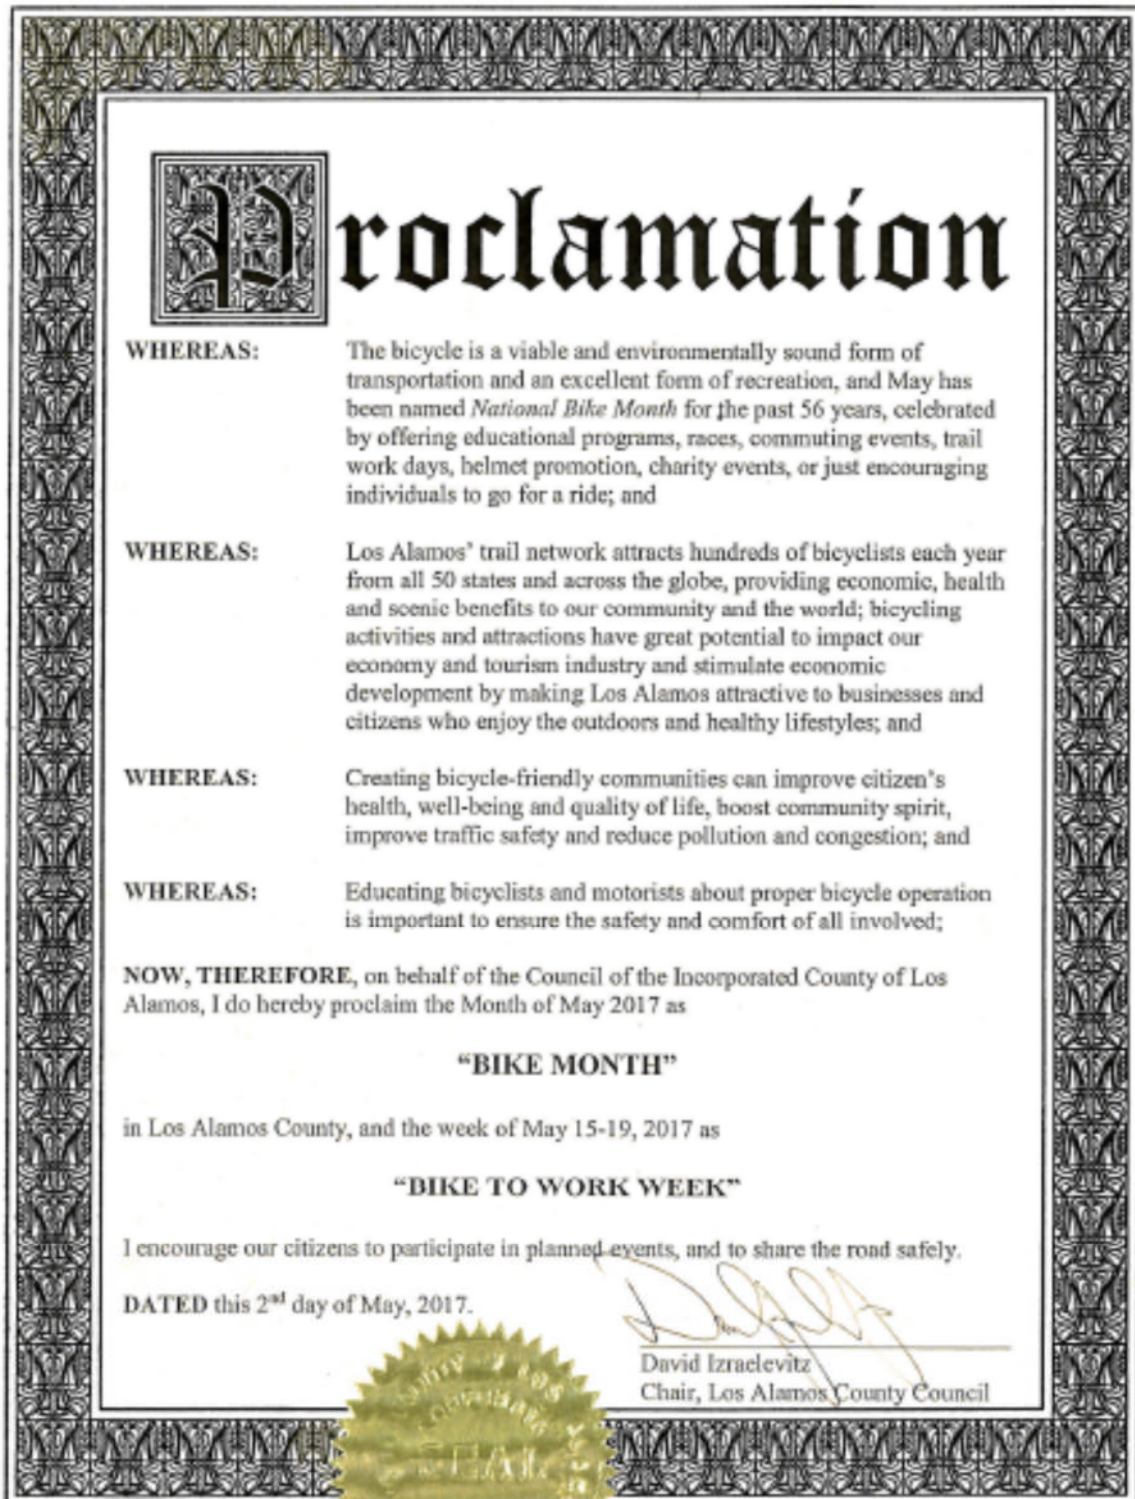 Proclamation
WHEREAS: The bicycle is a viable and environmentally sound form of
transportation and an excellent form of recreation, and May has
been named National Bike Month for the past 56 years, celebrated
by offering educational programs, races, commuting events, trail
work days, helmet promotion, charity events, or just encouraging
individuals to go for a ride; and
WHEREAS: Los Alamos’ trail network attracts hundreds of bicyclists each year
from all 50 states and across the globe, providing economic, health
and scenic benefits to our community and the world; bicycling
activities and attractions have great potential to impact our
economy and tourism industry and stimulate economic
development by making Los Alamos attractive to businesses and
citizens who enjoy the outdoors and healthy lifestyles; and
WHEREAS: Creating bicycle-friendly communities can improve citizen’s
health, well-being and quality of life, boost community spirit,
improve traffic safety and reduce pollution and congestion; and
WHEREAS: Educating bicyclists and motorists about proper bicycle operation
is important to ensure the safety and comfort of all involved;
NOW, THEREFORE, on behalf of the Council of the Incorporated County of Los
Alamos, I do hereby proclaim the Month of May 2017 as
“BIKE MONTH”
in Los Alamos County, and the week of May 15-19, 2017 as
“BIKE TO WORK WEEK”
I encourage our citizens to participate in planned events, and to share the road safely.
DATED this 2nd day of May, 2017.
David Izraelevitz
Chair, Los Alamos County Council
SEAL